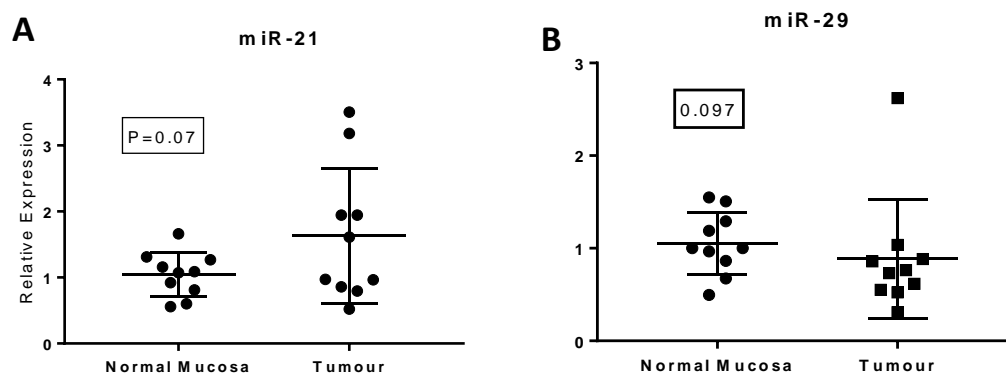 A
miR-21
Relative Expression
4
3
2
1
0
P=0.07
Normal Mucosa
Tumour
B
miR-29
3
2
1
0
0.097
Normal Mucosa
Tumour